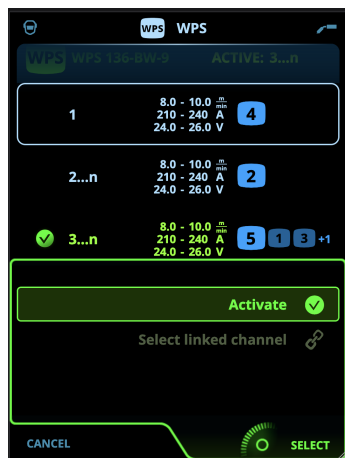 WPS WPS
WPS WPS 136-BW-9 ACTIVE: 3...n
8.0 - 10.0 m/min
1 210 - 240 A 4
24.0 - 26.0 V
8.0 - 10.0 m/min
2...n 210 - 240 A 2
24.0 - 26.0 V
8.0 - 10.0 m/min
3...n 210 - 240 A 5 1 3 +1
24.0 - 26.0 V
Activate
Select linked channel
CANCEL SELECT